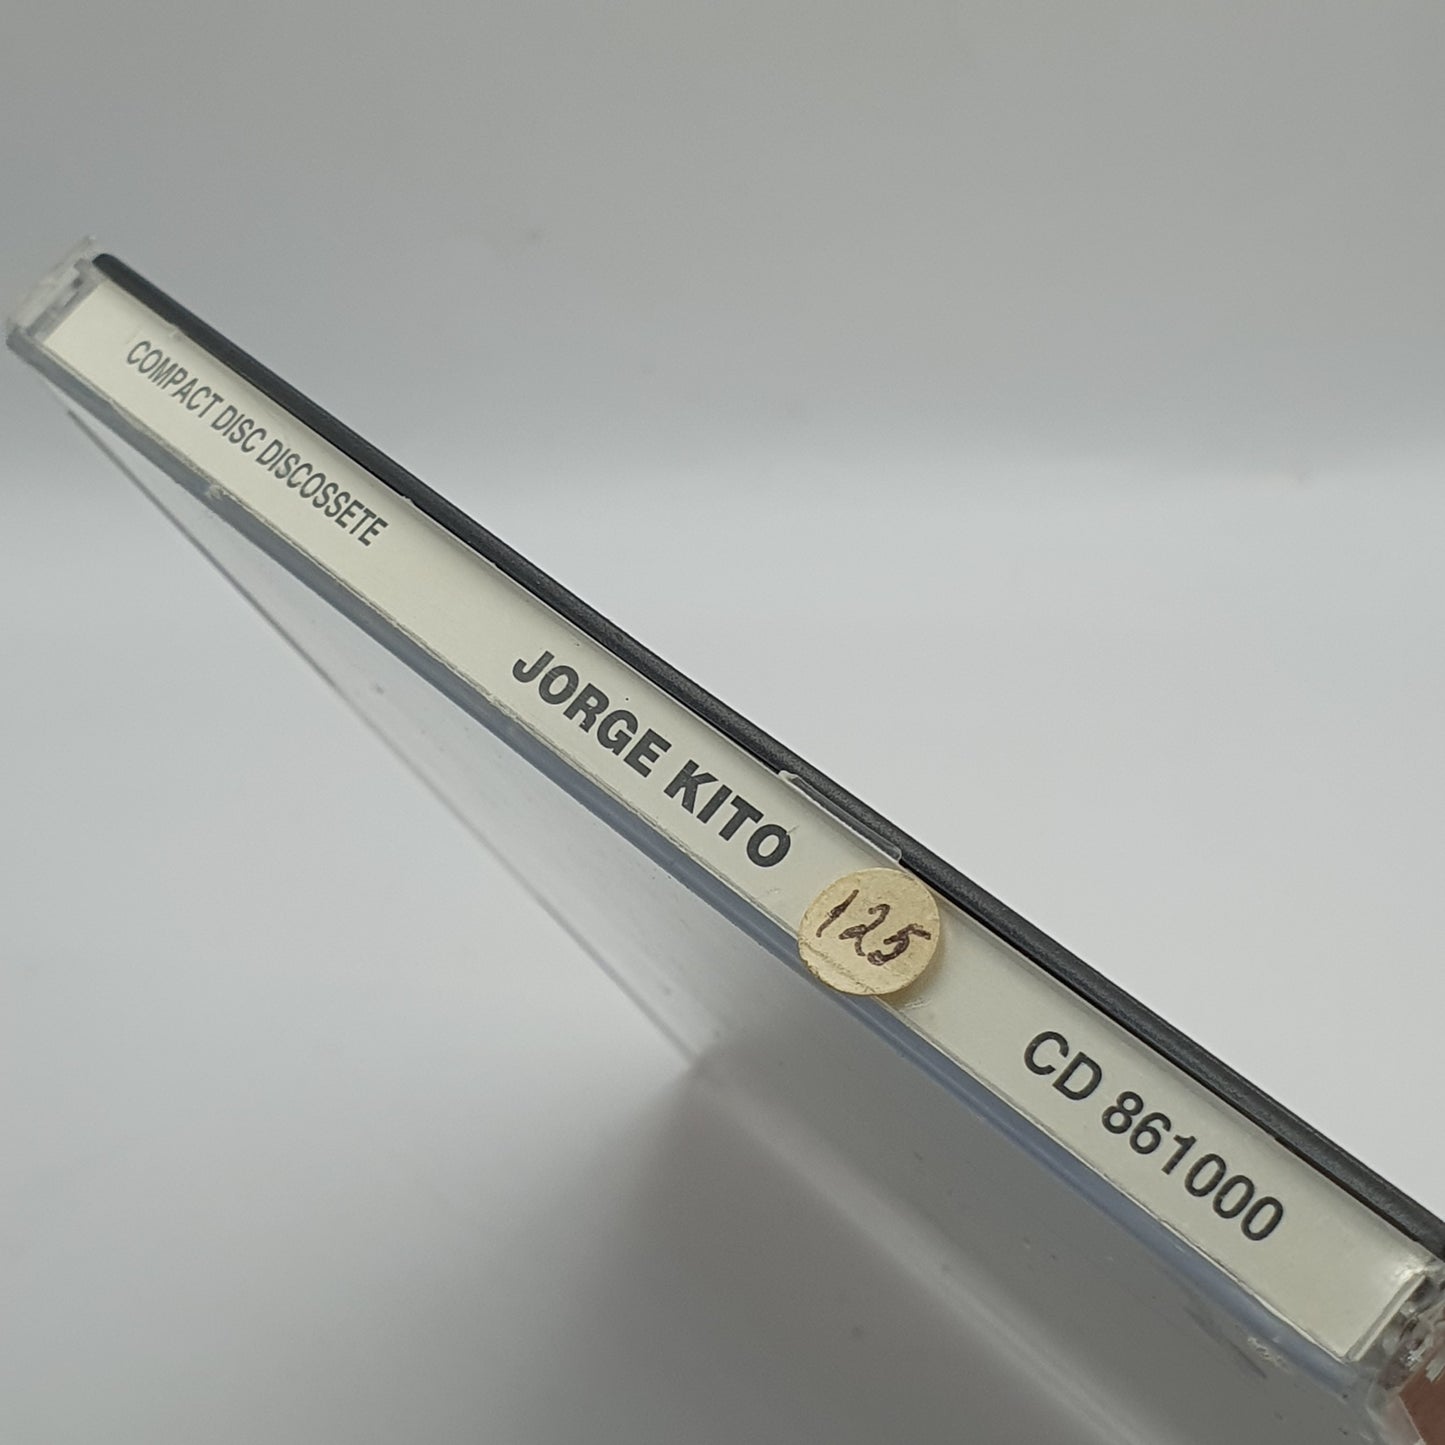 COMPACT DISC DISCOSSETE
JORGE KITO
125
CD 861000